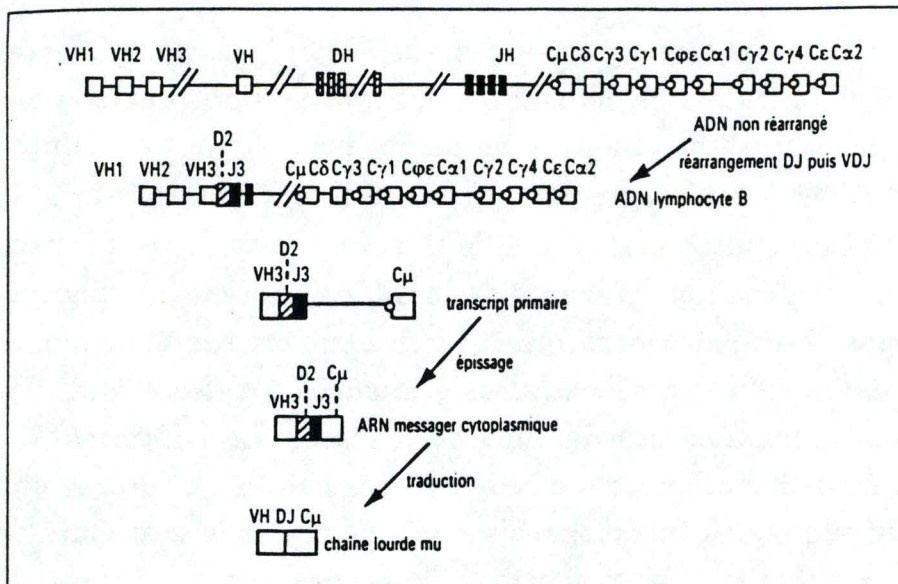 VH1 VH2 VH3 VH DH JH Cμ Cδ Cγ3 Cγ1 Cφε Cα1 Cγ2 Cγ4 Cε Cα2
ADN non réarrangé
D2
réarrangement DJ puis VDJ
VH1 VH2 VH3 J3 Cμ Cδ Cγ3 Cγ1 Cφε Cα1 Cγ2 Cγ4 Cε Cα2
ADN lymphocyte B
D2
VH3 J3 Cμ
transcript primaire
épissage
D2 Cμ
VH3 J3
ARN messager cytoplasmique
traduction
VH DJ Cμ
chaîne lourde mu